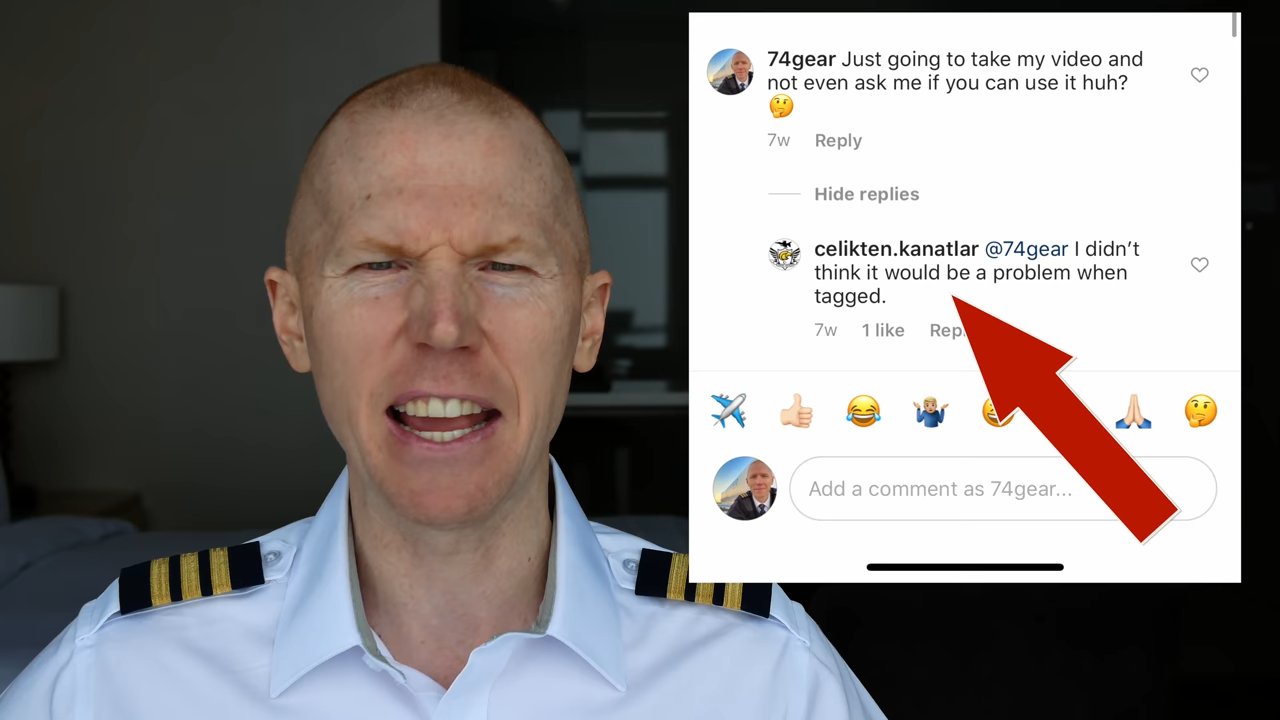 74gear Just going to take my video and
not even ask me if you can use it huh?
🤔
7w Reply
Hide replies
celikten.kanatlar @74gear I didn’t
think it would be a problem when
tagged.
7w 1 like
Add a comment as 74gear...